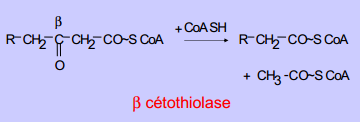 β
+ CoA SH
R-CH₂-C-CH₂-CO~S CoA
R-CH₂-CO~S CoA
O
+ CH₃-CO~S CoA
β cétothiolase